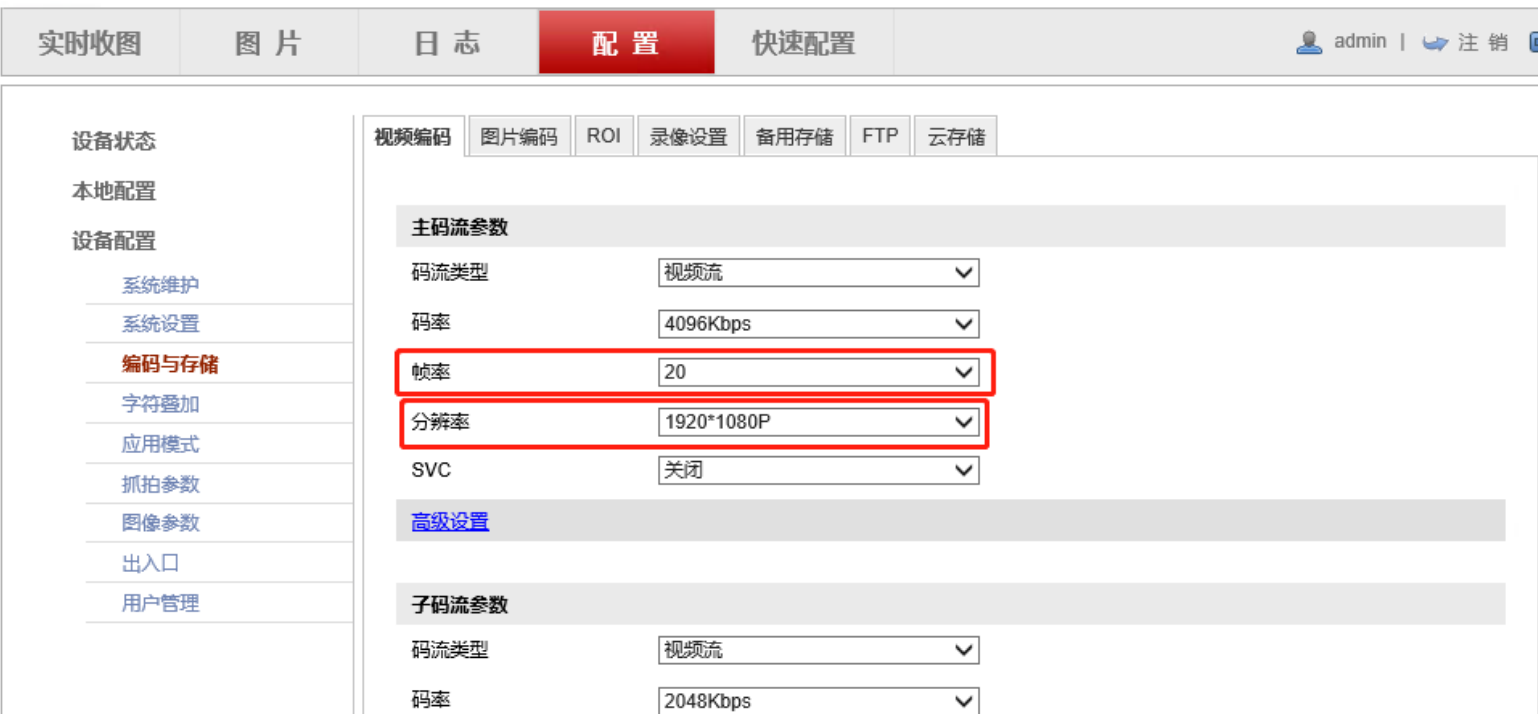 实时收图 图 片 日 志 配 置 快速配置 admin | 注 销
设备状态
本地配置
设备配置
系统维护
系统设置
编码与存储
字符叠加
应用模式
抓拍参数
图像参数
出入口
用户管理
视频编码 图片编码 ROI 录像设置 备用存储 FTP 云存储
主码流参数
码流类型 视频流
码率 4096Kbps
帧率 20
分辨率 1920*1080P
SVC 关闭
高级设置
子码流参数
码流类型 视频流
码率 2048Kbps